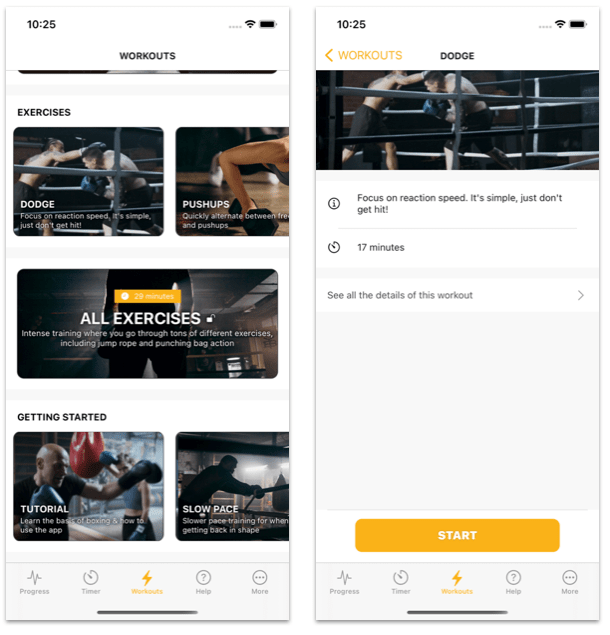 10:25
WORKOUTS
EXERCISES
DODGE
Focus on reaction speed. It's simple,
just don't get hit!
PUSHUPS
Quickly alternate between
and pushups
29 minutes
ALL EXERCISES
Intense training where you go through tons of different exercises,
including jump rope and punching bag action
GETTING STARTED
TUTORIAL
Learn the basis of boxing & how to
use the app
SLOW PACE
Slower pace training for when
getting back in shape
Progress
Timer
Workouts
Help
More
10:25
WORKOUTS
DODGE
Focus on reaction speed. It's simple, just don't
get hit!
17 minutes
See all the details of this workout
START
Progress
Timer
Workouts
Help
More